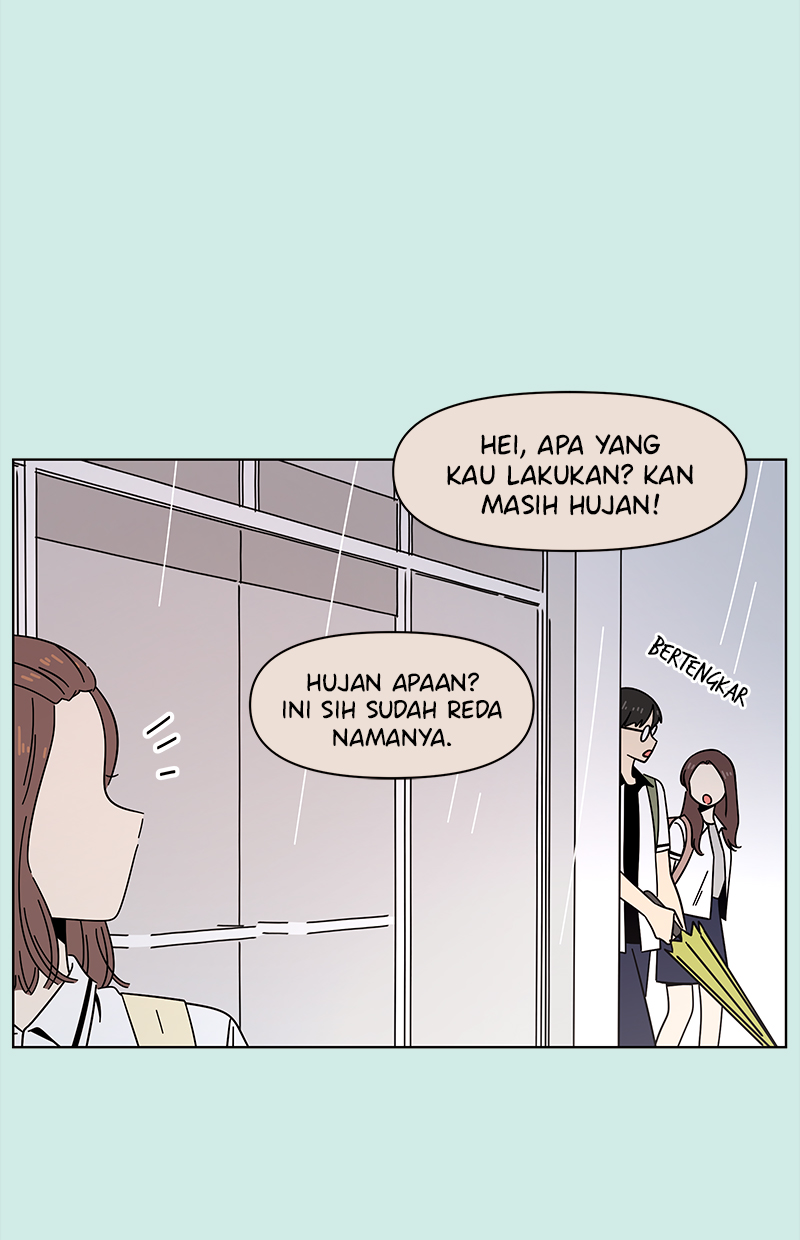 HEI, APA YANG
KAU LAKUKAN? KAN
MASIH HUJAN!
HUJAN APAAN?
INI SIH SUDAH REDA
NAMANYA.
BERTENGKAR